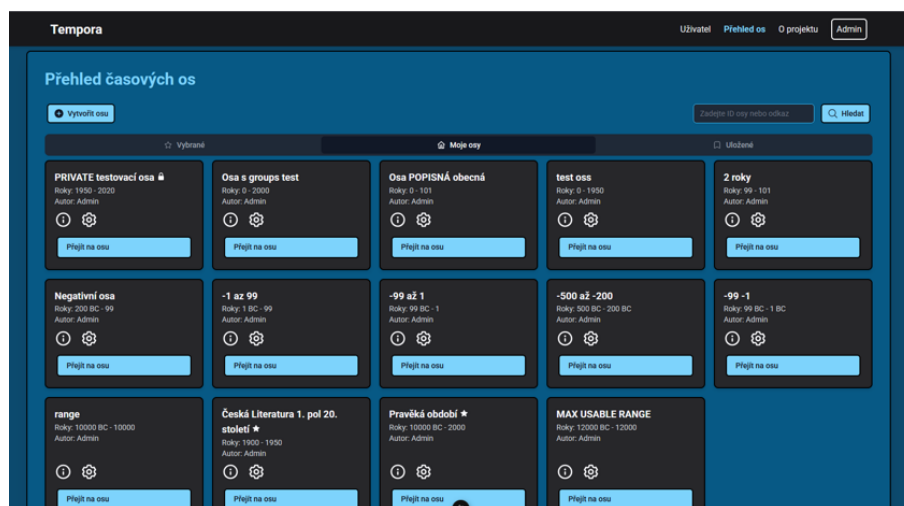 Tempora
Uživatel Přehled os O projektu Admin
Přehled časových os
Vytvořit osu
Zadejte ID osy nebo odkaz Hledat
Vybrané Moje osy Uložené
PRIVATE testovací osa
Roky: 1950 - 2020
Autor: Admin
Přejít na osu
Osa s groups test
Roky: 0 - 2000
Autor: Admin
Přejít na osu
Osa POPISNÁ obecná
Roky: 0 - 101
Autor: Admin
Přejít na osu
test oss
Roky: 0 - 1950
Autor: Admin
Přejít na osu
2 roky
Roky: 99 - 101
Autor: Admin
Přejít na osu
Negativní osa
Roky: 200 BC - 99
Autor: Admin
Přejít na osu
-1 az 99
Roky: 1 BC - 99
Autor: Admin
Přejít na osu
-99 až 1
Roky: 99 BC - 1
Autor: Admin
Přejít na osu
-500 až -200
Roky: 500 BC - 200 BC
Autor: Admin
Přejít na osu
-99 -1
Roky: 99 BC - 1 BC
Autor: Admin
Přejít na osu
range
Roky: 10000 BC - 10000
Autor: Admin
Přejít na osu
Česká Literatura 1. pol 20.
století ★
Roky: 1900 - 1950
Autor: Admin
Přejít na osu
Pravěká období ★
Roky: 10000 BC - 2000
Autor: Admin
Přejít na osu
MAX USABLE RANGE
Roky: 12000 BC - 12000
Autor: Admin
Přejít na osu